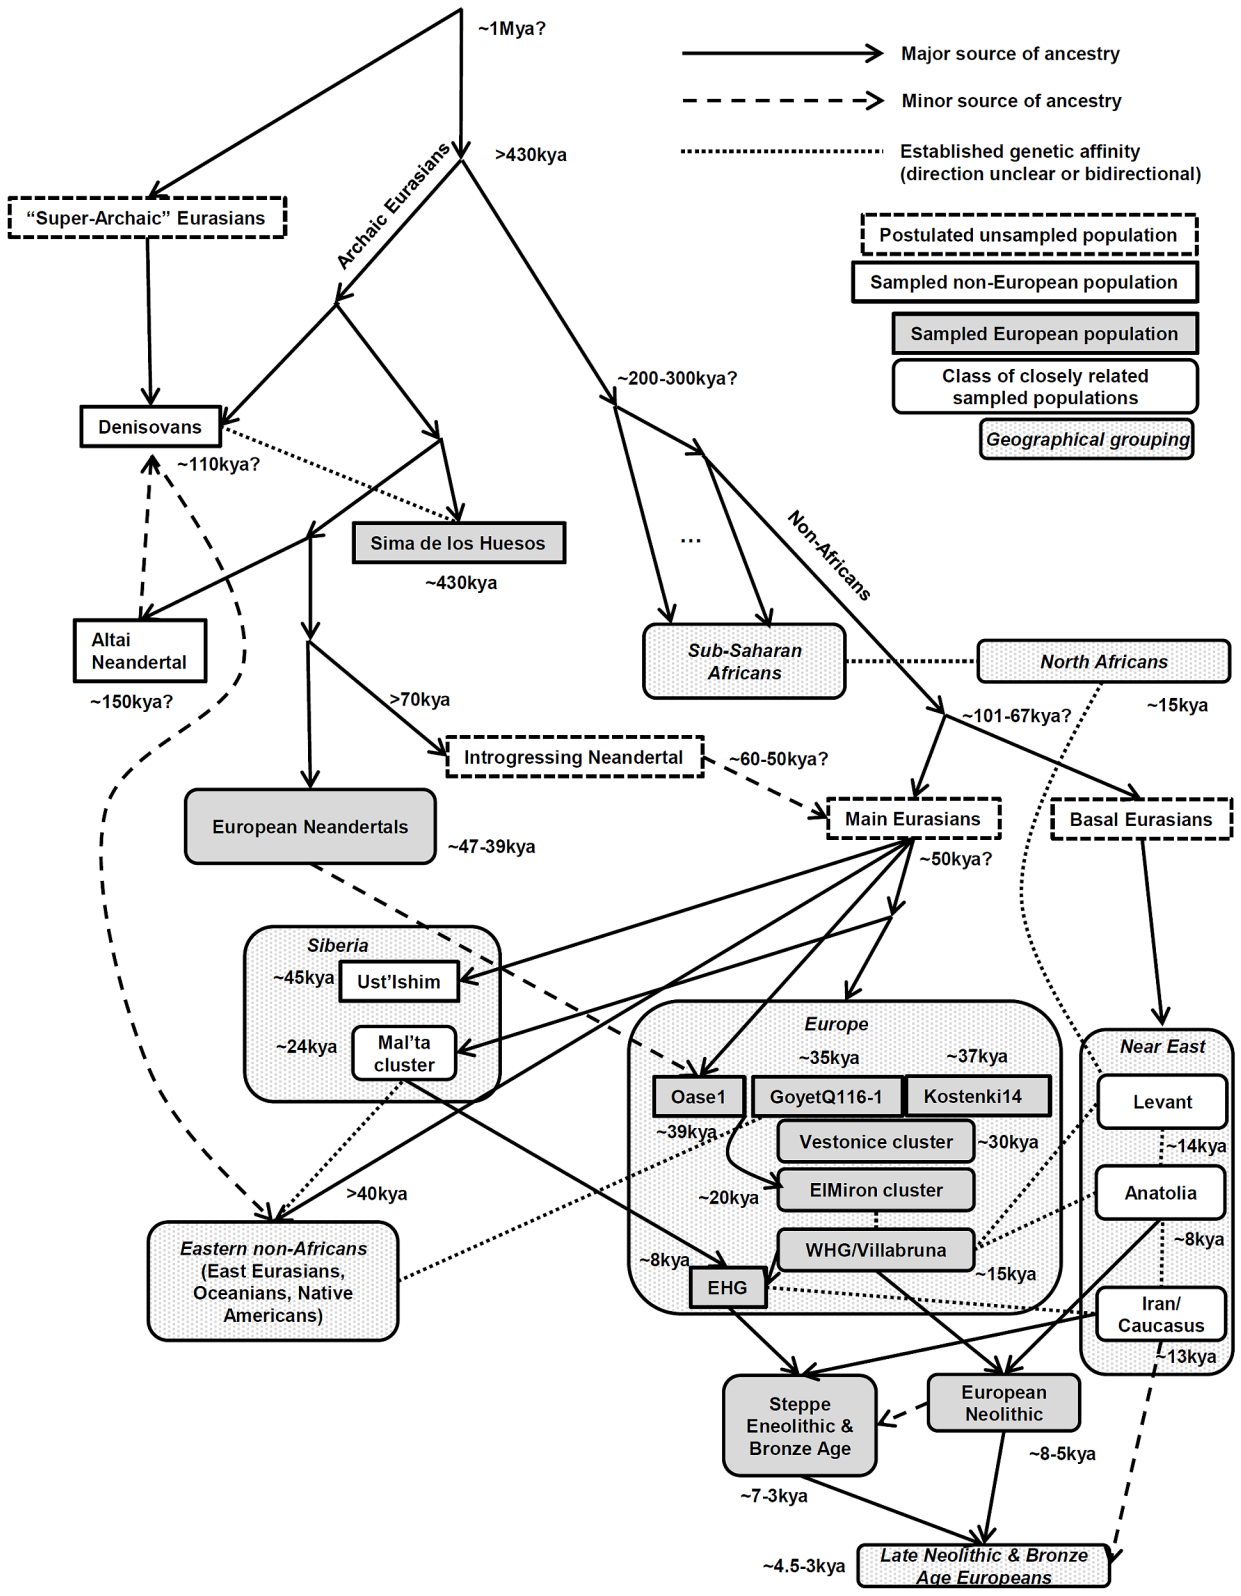 ~1Mya?
Major source of ancestry
Minor source of ancestry
Established genetic affinity
(direction unclear or bidirectional)
>430kya
Archaic Eurasians
“Super-Archaic” Eurasians
Postulated unsampled population
Sampled non-European population
Sampled European population
Class of closely related
sampled populations
Geographical grouping
~200-300kya?
Denisovans
~110kya?
Sima de los Huesos
~430kya
...
Non-Africans
Altai
Neandertal
~150kya?
Sub-Saharan
Africans
North Africans
~15kya
>70kya
~101-67kya?
Introgressing Neandertal
~60-50kya?
European Neandertals
~47-39kya
Main Eurasians
~50kya?
Basal Eurasians
Siberia
~45kya
Ust’Ishim
~24kya
Mal’ta
cluster
Europe
~35kya
~37kya
Oase1
GoyetQ116-1
Kostenki14
~39kya
Vestonice cluster
~30kya
~20kya
ElMiron cluster
WHG/Villabruna
~15kya
~8kya
EHG
Near East
Levant
~14kya
Anatolia
~8kya
Iran/
Caucasus
~13kya
>40kya
Eastern non-Africans
(East Eurasians,
Oceanians, Native
Americans)
Steppe
Eneolithic &
Bronze Age
~7-3kya
European
Neolithic
~8-5kya
~4.5-3kya
Late Neolithic & Bronze
Age Europeans